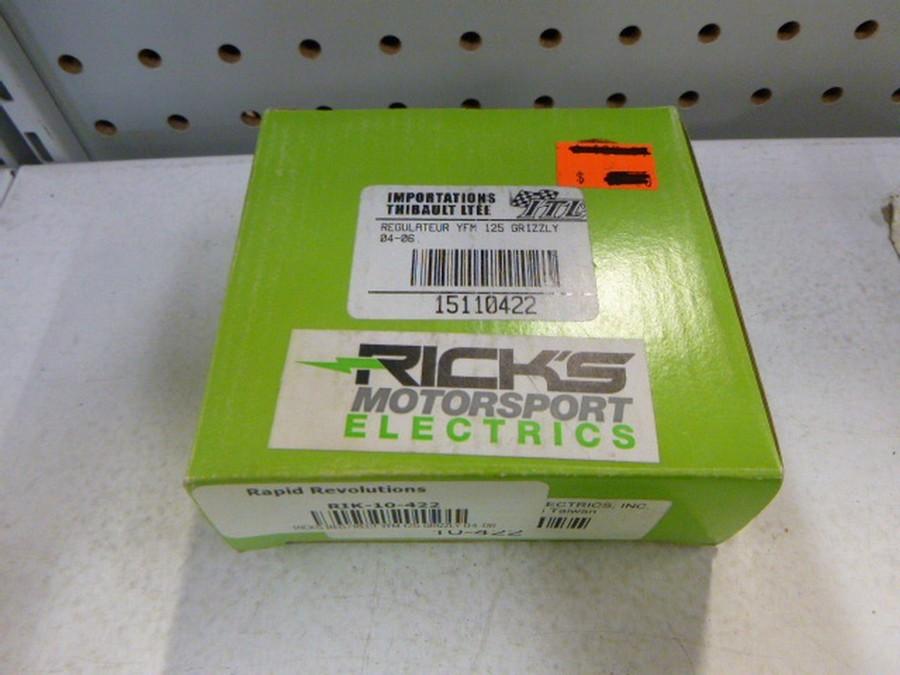 $
IMPORTATIONS
THIBAULT LTÉE
ITL
REGULATEUR YFM 125 GRIZZLY
04-06
15110422
RICK'S
MOTORSPORT
ELECTRICS
Rapid Revolutions
RIK-10-422
ECTRICS, INC.
Taiwan
10-422